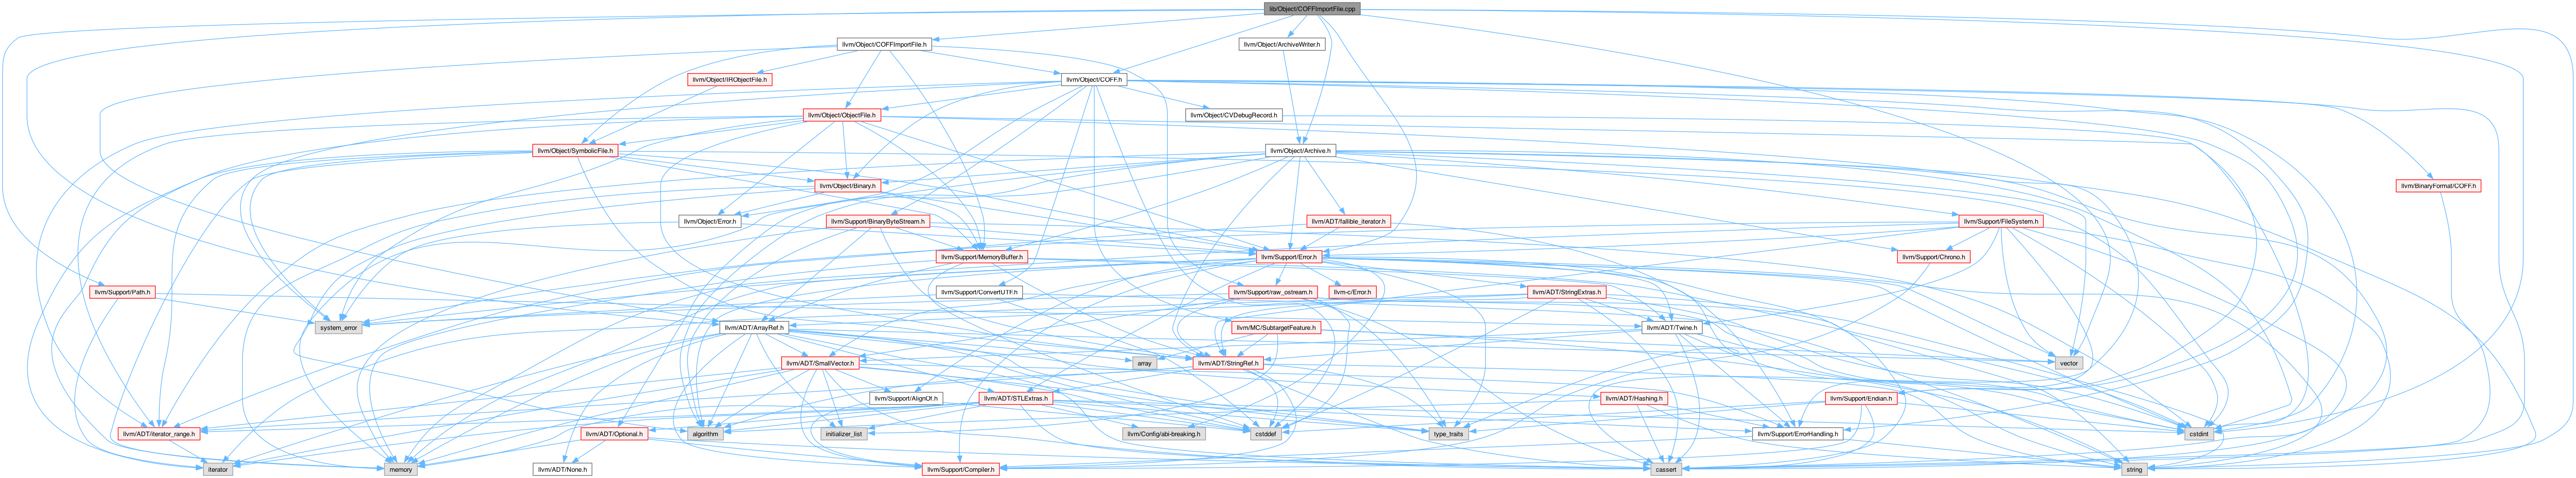 lib/Object/COFFImportFile.cpp
llvm/Object/COFFImportFile.h
llvm/Object/ArchiveWriter.h
llvm/Object/IRObjectFile.h
llvm/Object/COFF.h
llvm/Object/ObjectFile.h
llvm/Object/CVDebugRecord.h
llvm/Object/SymbolicFile.h
llvm/Object/Archive.h
llvm/Object/Binary.h
llvm/BinaryFormat/COFF.h
llvm/Object/Error.h
llvm/Support/BinaryByteStream.h
llvm/ADT/fallible_iterator.h
llvm/Support/FileSystem.h
llvm/Support/MemoryBuffer.h
llvm/Support/Error.h
llvm/Support/Chrono.h
llvm/Support/Path.h
llvm/Support/ConvertUTF.h
llvm/Support/raw_ostream.h
llvm-c/Error.h
llvm/ADT/StringExtras.h
system_error
llvm/ADT/ArrayRef.h
llvm/MC/SubtargetFeature.h
llvm/ADT/Twine.h
llvm/ADT/SmallVector.h
array
llvm/ADT/StringRef.h
vector
llvm/Support/AlignOf.h
llvm/ADT/STLExtras.h
llvm/ADT/Hashing.h
llvm/Support/Endian.h
llvm/ADT/iterator_range.h
llvm/ADT/Optional.h
algorithm
initializer_list
llvm/Config/abi-breaking.h
cstddef
type_traits
llvm/Support/ErrorHandling.h
cstdint
iterator
memory
llvm/ADT/None.h
llvm/Support/Compiler.h
cassert
string